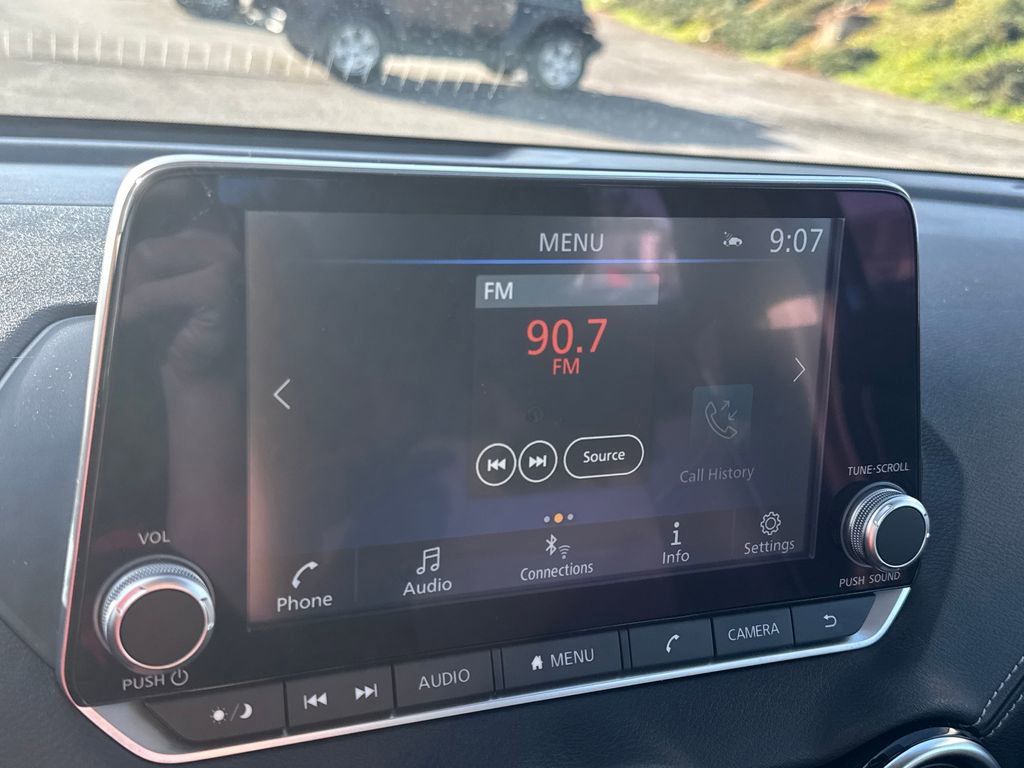 MENU
9:07
FM
90.7
FM
Source
Call History
TUNE·SCROLL
VOL
Phone
Audio
Connections
Info
Settings
PUSH SOUND
PUSH
AUDIO
MENU
CAMERA